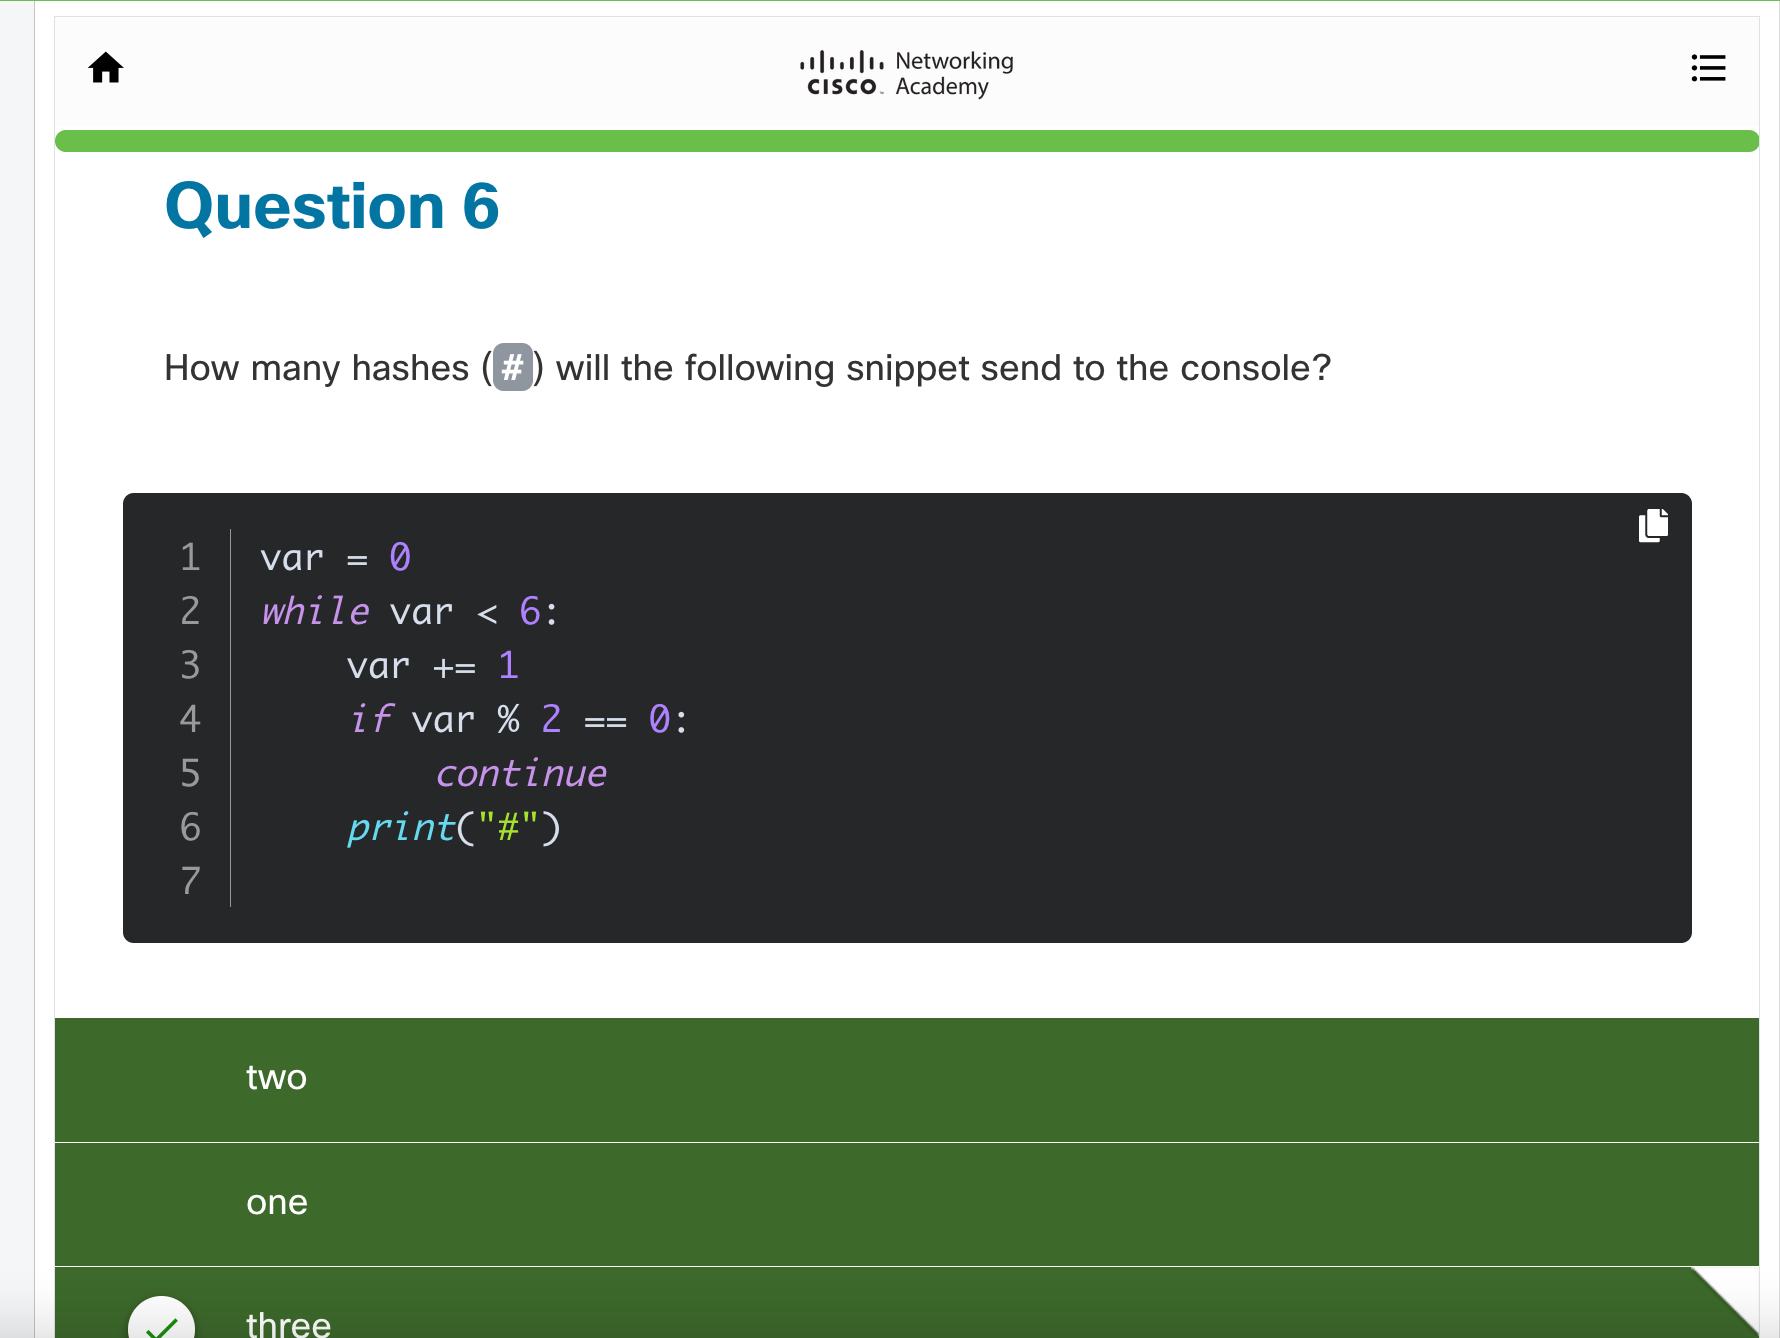 Networking
CISCO Academy
Question 6
How many hashes (#) will the following snippet send to the console?
1 var = 0
2 while var < 6:
3     var += 1
4     if var % 2 == 0:
5         continue
6     print("#")
7
two
one
three